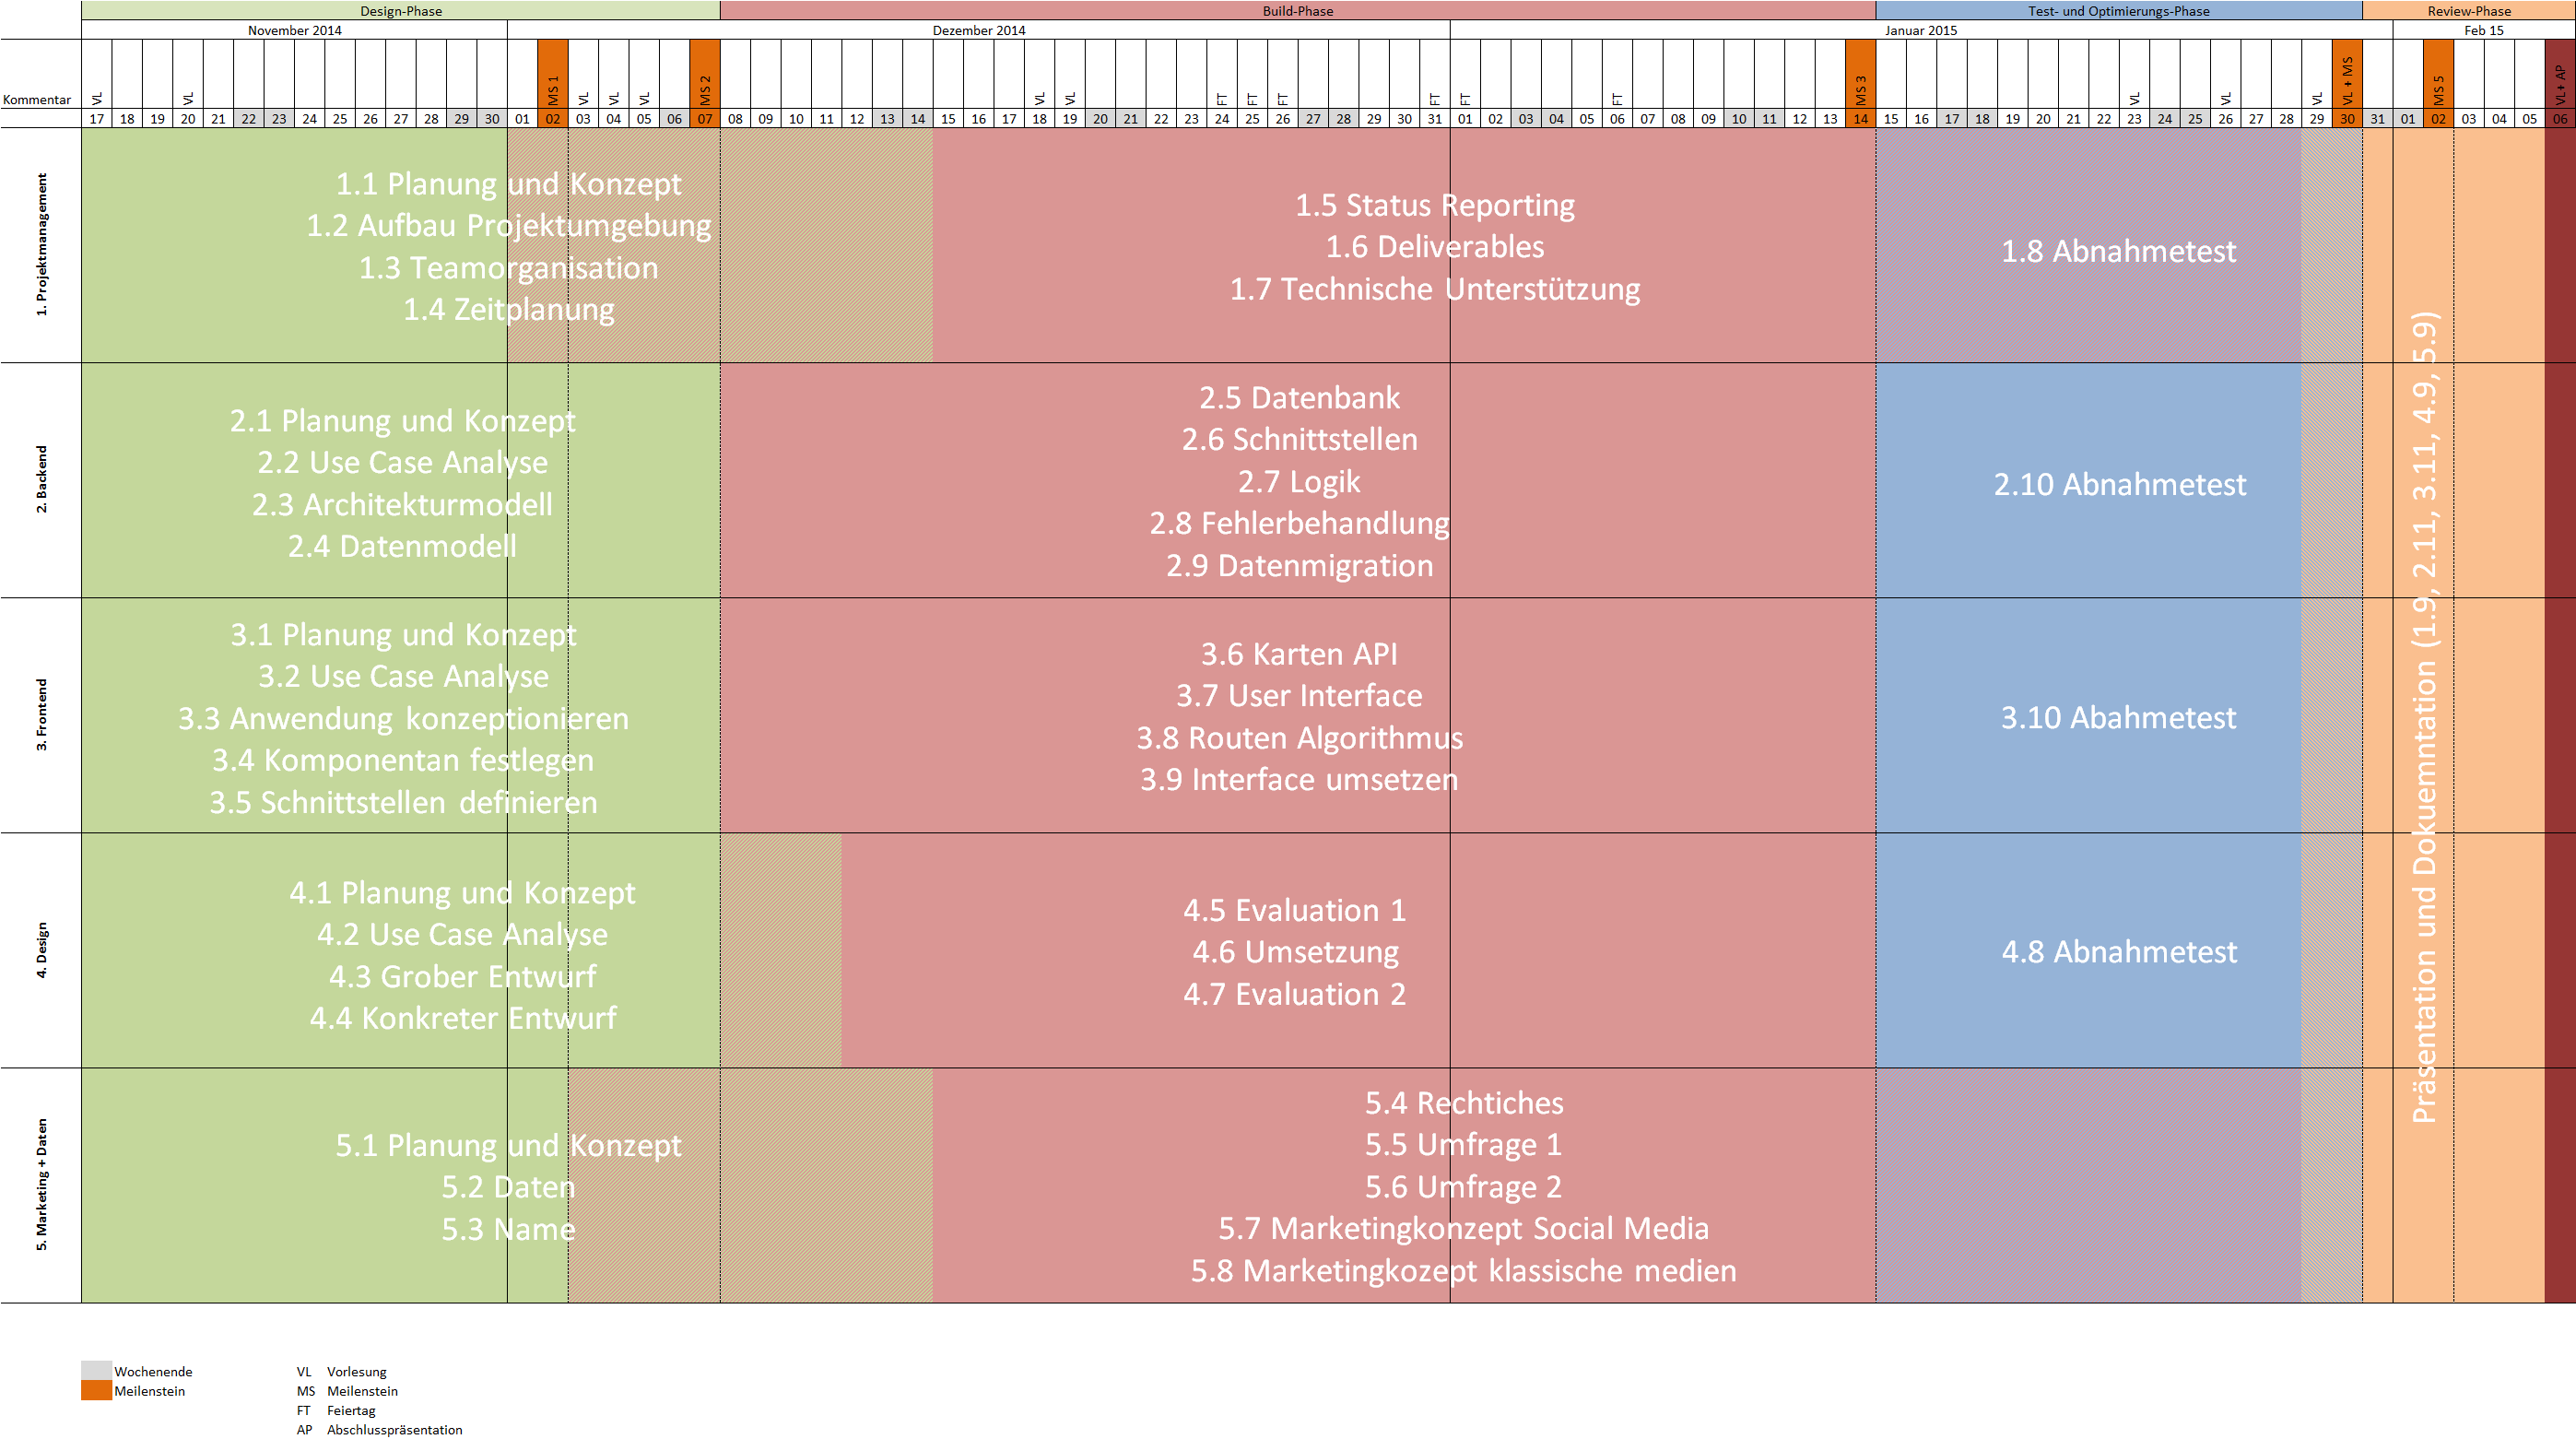 Design-Phase Build-Phase Test- und Optimierungs-Phase Review-Phase
November 2014 Dezember 2014 Januar 2015 Feb 15
Kommentar VL VL MS 1 VL VL VL MS 2 VL VL FT FT FT FT FT FT MS 3 VL VL VL VL + MS MS 5 VL+ AP
17 18 19 20 21 22 23 24 25 26 27 28 29 30 01 02 03 04 05 06 07 08 09 10 11 12 13 14 15 16 17 18 19 20 21 22 23 24 25 26 27 28 29 30 31 01 02 03 04 05 06 07 08 09 10 11 12 13 14 15 16 17 18 19 20 21 22 23 24 25 26 27 28 29 30 31 01 02 03 04 05 06
1. Projektmanagement
1.1 Planung und Konzept
1.2 Aufbau Projektumgebung
1.3 Teamorganisation
1.4 Zeitplanung
1.5 Status Reporting
1.6 Deliverables
1.7 Technische Unterstützung
1.8 Abnahmetest
2. Backend
2.1 Planung und Konzept
2.2 Use Case Analyse
2.3 Architekturmodell
2.4 Datenmodell
2.5 Datenbank
2.6 Schnittstellen
2.7 Logik
2.8 Fehlerbehandlung
2.9 Datenmigration
2.10 Abnahmetest
3. Frontend
3.1 Planung und Konzept
3.2 Use Case Analyse
3.3 Anwendung konzeptionieren
3.4 Komponentan festlegen
3.5 Schnittstellen definieren
3.6 Karten API
3.7 User Interface
3.8 Routen Algorithmus
3.9 Interface umsetzen
3.10 Abahmetest
4. Design
4.1 Planung und Konzept
4.2 Use Case Analyse
4.3 Grober Entwurf
4.4 Konkreter Entwurf
4.5 Evaluation 1
4.6 Umsetzung
4.7 Evaluation 2
4.8 Abnahmetest
5. Marketing + Daten
5.1 Planung und Konzept
5.2 Daten
5.3 Name
5.4 Rechtiches
5.5 Umfrage 1
5.6 Umfrage 2
5.7 Marketingkonzept Social Media
5.8 Marketingkozept klassische medien
Präsentation und Dokuemntation (1.9, 2.11, 3.11, 4.9, 5.9)
Wochenende VL Vorlesung
Meilenstein MS Meilenstein
FT Feiertag
AP Abschlusspräsentation